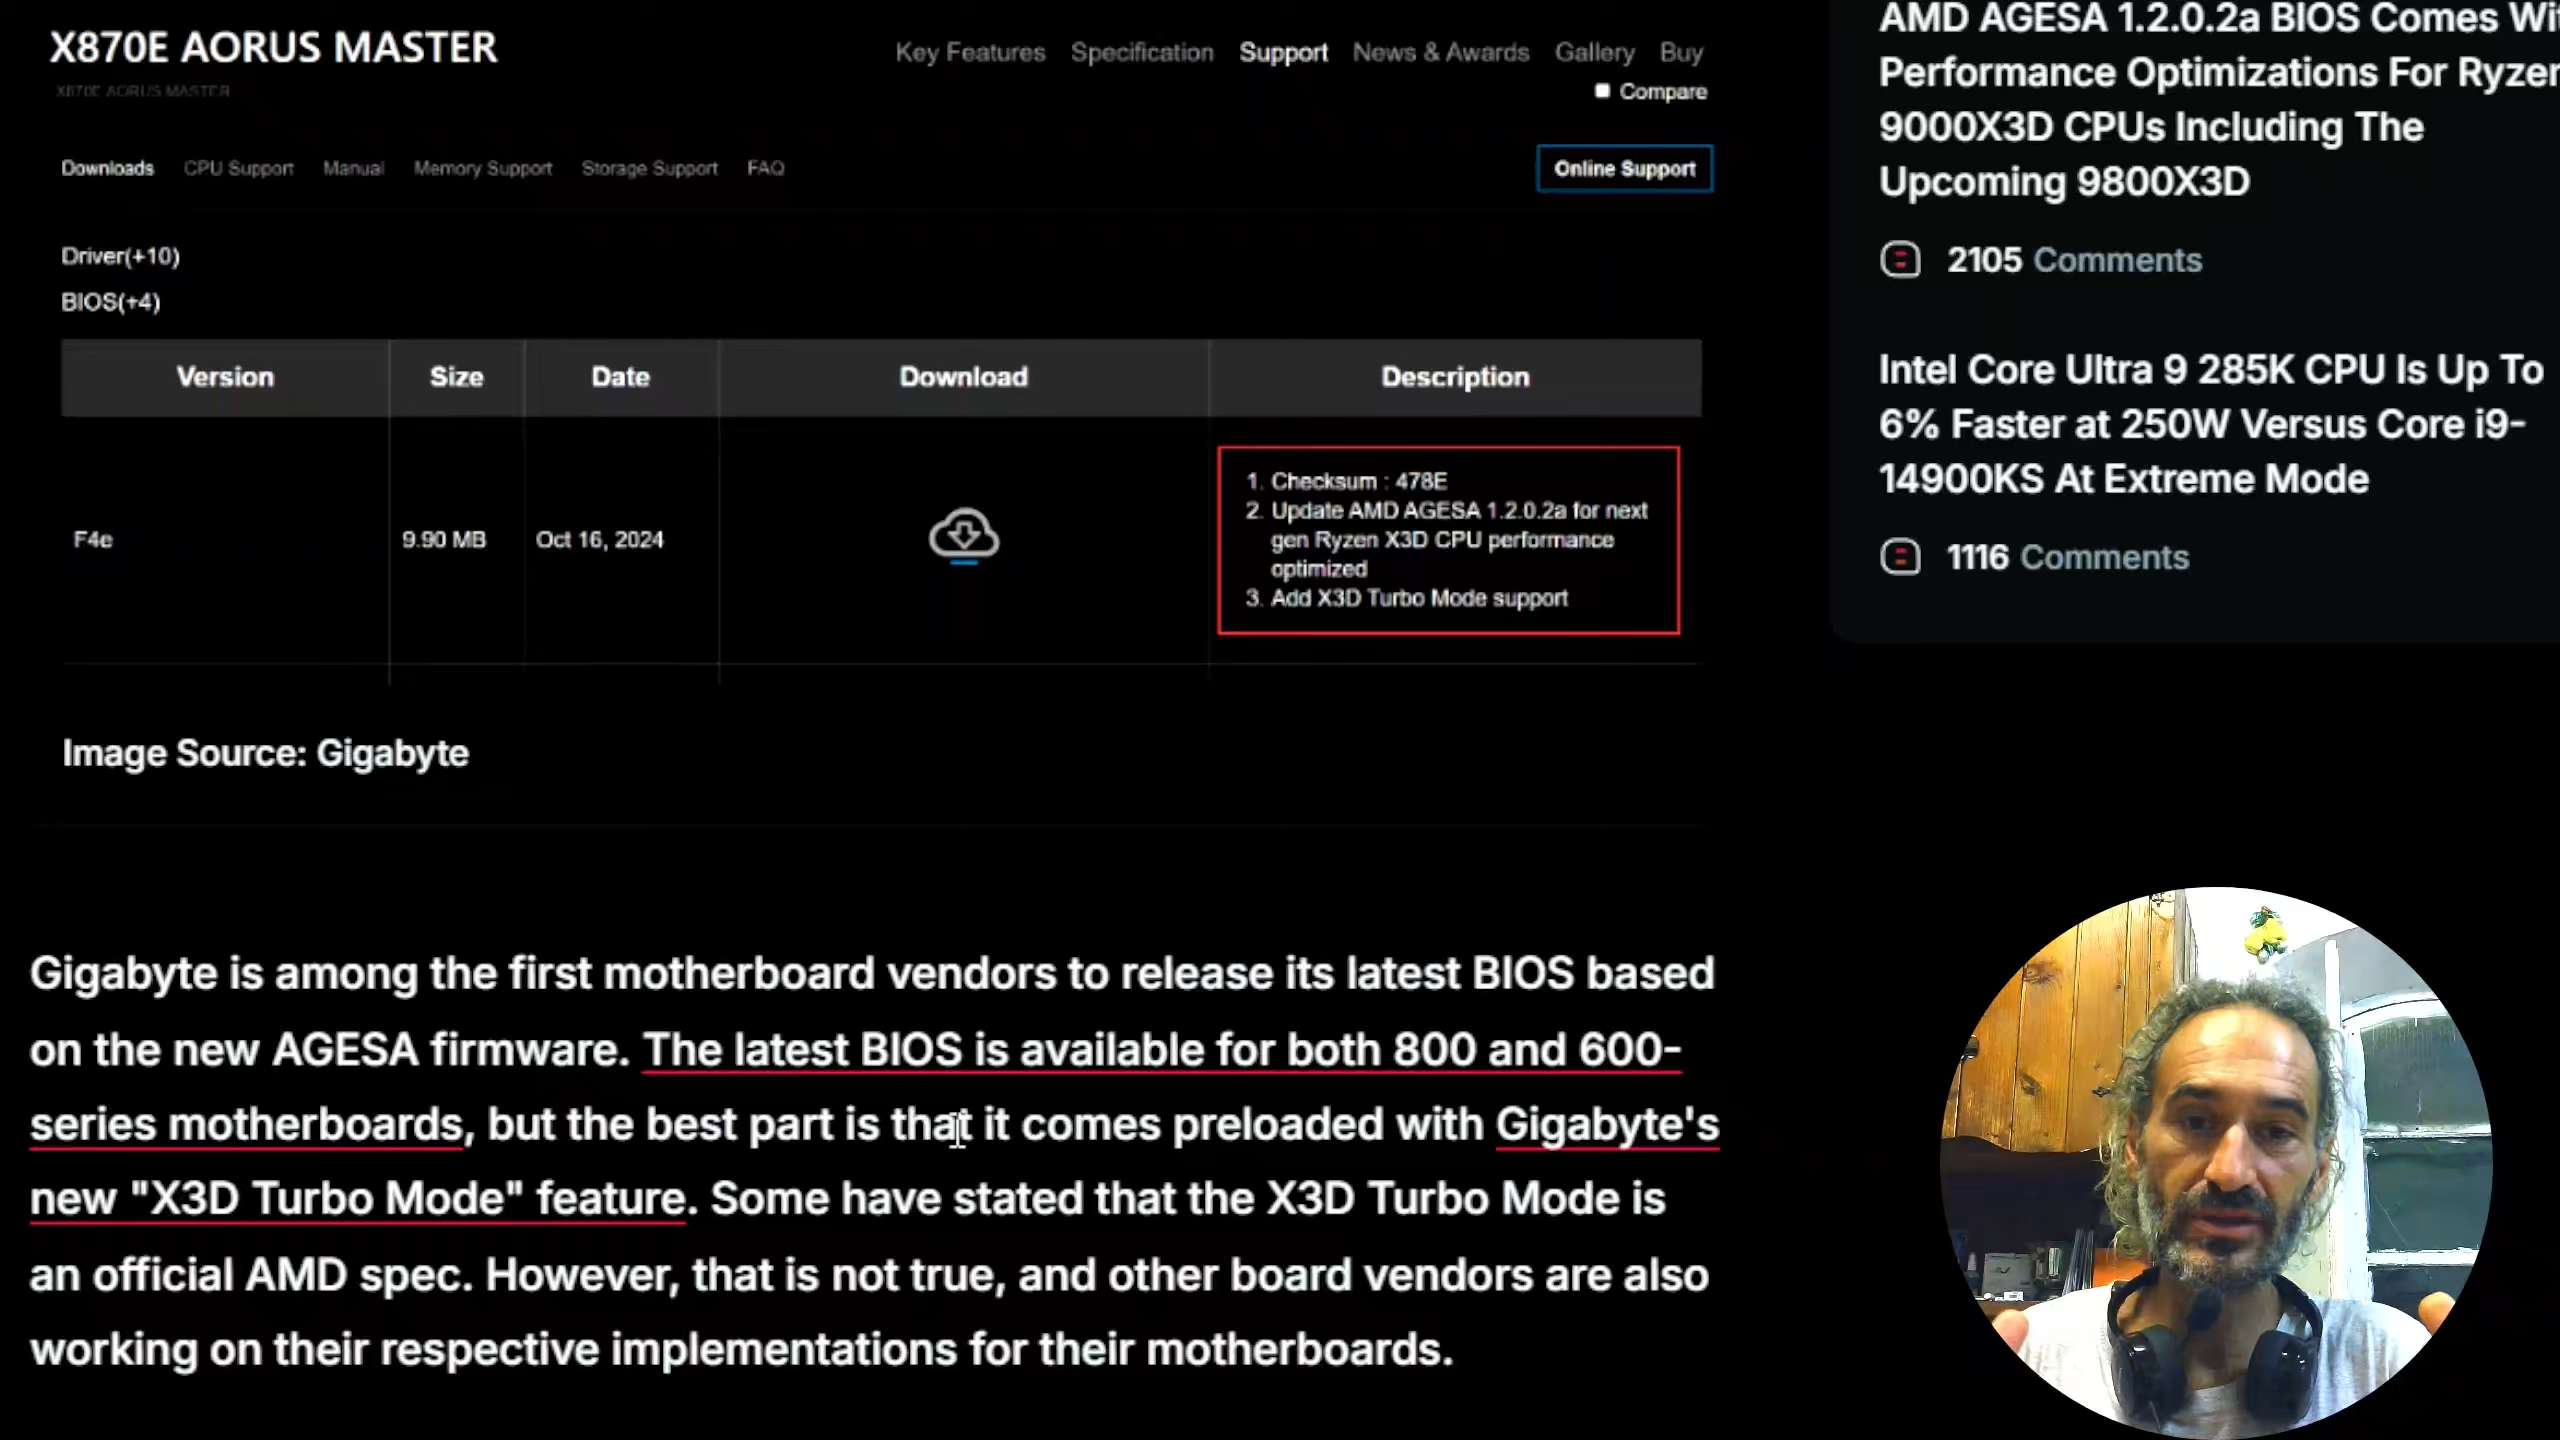 X870E AORUS MASTER
X870E AORUS MASTER
Key Features Specification Support News & Awards Gallery Buy
Compare
Downloads CPU Support Manual Memory Support Storage Support FAQ
Online Support
Driver(+10)
BIOS(+4)
Version Size Date Download Description
F4e 9.90 MB Oct 16, 2024
1. Checksum : 478E
2. Update AMD AGESA 1.2.0.2a for next
gen Ryzen X3D CPU performance
optimized
3. Add X3D Turbo Mode support
Image Source: Gigabyte
Gigabyte is among the first motherboard vendors to release its latest BIOS based
on the new AGESA firmware. The latest BIOS is available for both 800 and 600-
series motherboards, but the best part is that it comes preloaded with Gigabyte's
new "X3D Turbo Mode" feature. Some have stated that the X3D Turbo Mode is
an official AMD spec. However, that is not true, and other board vendors are also
working on their respective implementations for their motherboards.
AMD AGESA 1.2.0.2a BIOS Comes Wit
Performance Optimizations For Ryzen
9000X3D CPUs Including The
Upcoming 9800X3D
2105 Comments
Intel Core Ultra 9 285K CPU Is Up To
6% Faster at 250W Versus Core i9-
14900KS At Extreme Mode
1116 Comments